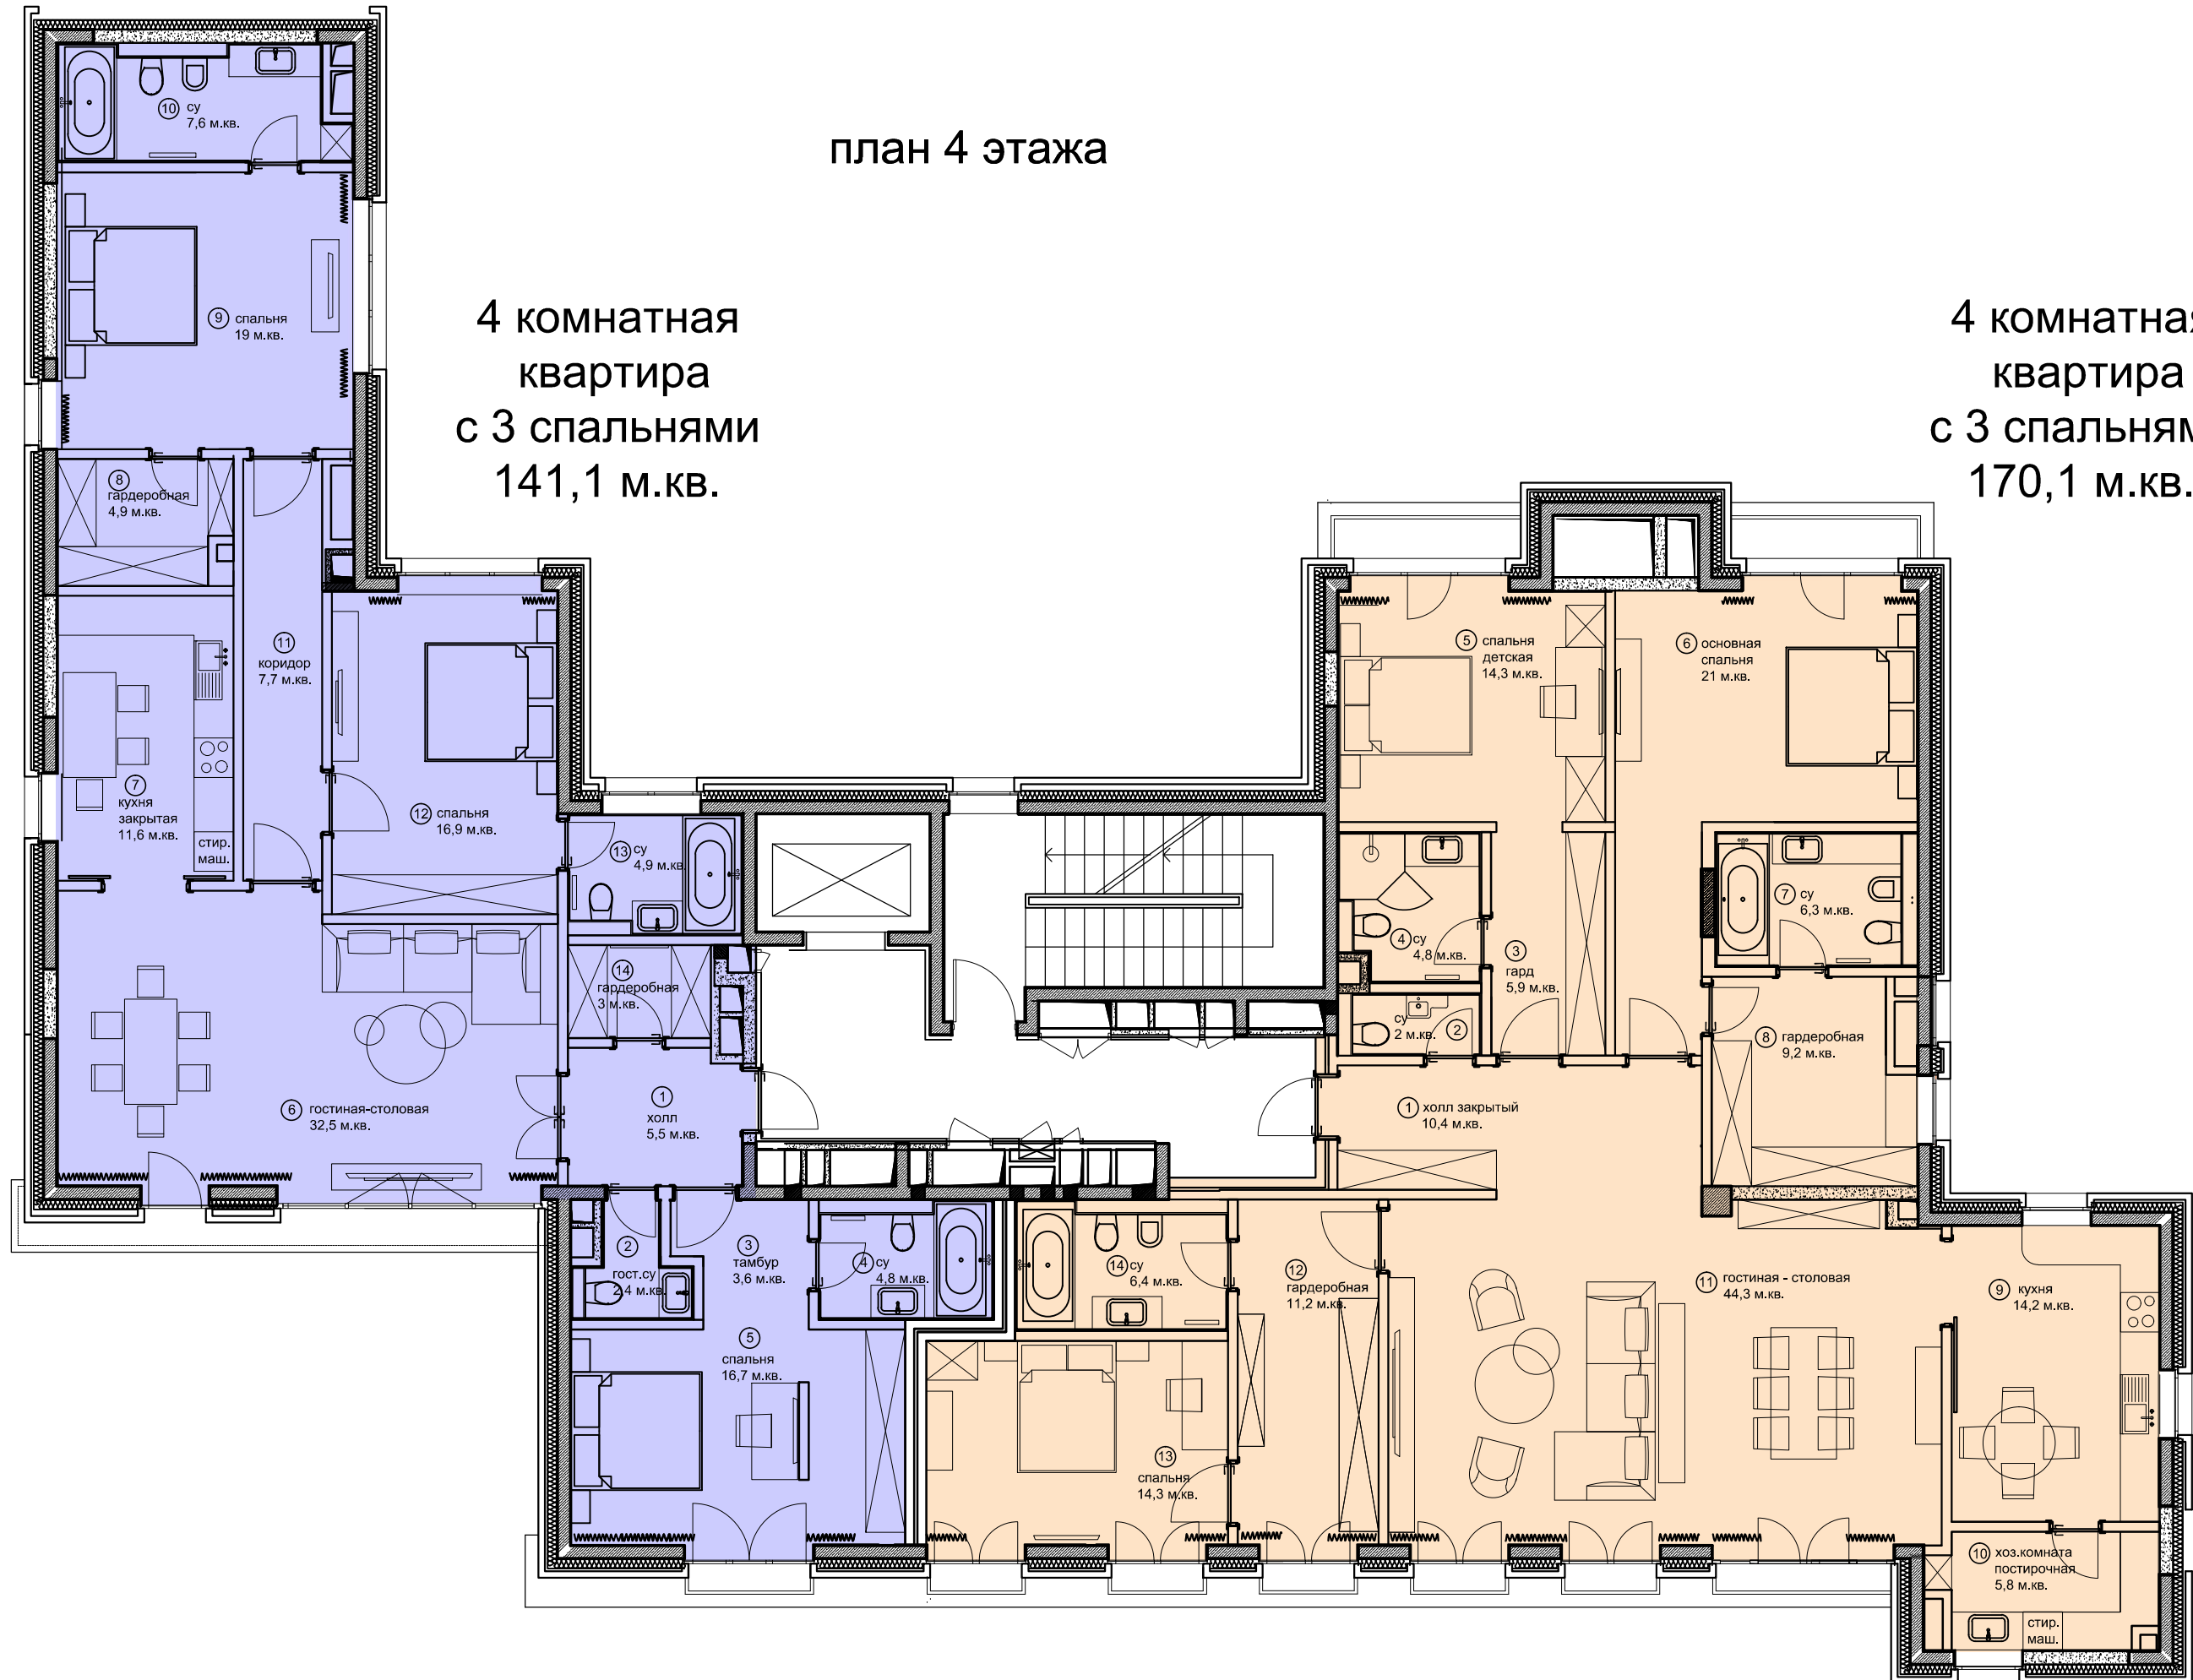 план 4 этажа
4 комнатная
квартира
с 3 спальнями
141,1 м.кв.
4 комнатная
квартира
с 3 спальням
170,1 м.кв.
10 су
7,6 м.кв.
9 спальня
19 м.кв.
8
гардеробная
4,9 м.кв.
11
коридор
7,7 м.кв.
7
кухня
закрытая
11,6 м.кв.
стир.
маш.
12 спальня
16,9 м.кв.
13 су
4,9 м.кв
14
гардеробная
3 м.кв.
6 гостиная-столовая
32,5 м.кв.
1
холл
5,5 м.кв.
2
гост.су
2,4 м.кв.
3
тамбур
3,6 м.кв.
4 су
4,8 м.кв.
5
спальня
16,7 м.кв.
5 спальня
детская
14,3 м.кв.
6 основная
спальня
21 м.кв.
4 су
4,8 м.кв.
3
гард
5,9 м.кв.
7 су
6,3 м.кв.
су
2 м.кв. 2
8 гардеробная
9,2 м.кв.
1 холл закрытый
10,4 м.кв.
14 су
6,4 м.кв.
12
гардеробная
11,2 м.кв.
11 гостиная - столовая
44,3 м.кв.
9 кухня
14,2 м.кв.
13
спальня
14,3 м.кв.
10 хоз.комната
постирочная
5,8 м.кв.
стир.
маш.